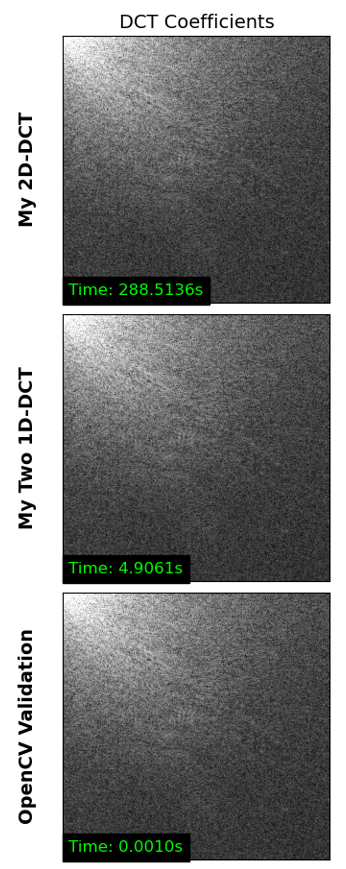 DCT Coefficients
My 2D-DCT
Time: 288.5136s
My Two 1D-DCT
Time: 4.9061s
OpenCV Validation
Time: 0.0010s